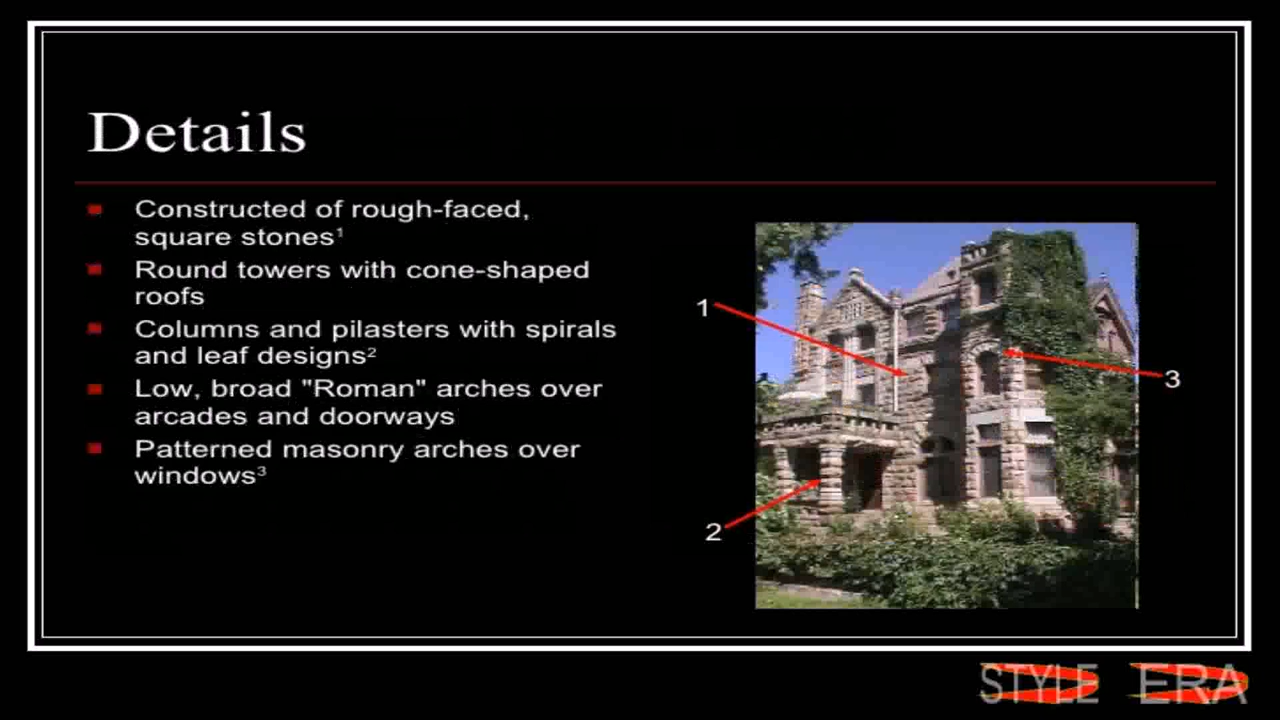 Details
Constructed of rough-faced,
square stones¹
Round towers with cone-shaped
roofs
Columns and pilasters with spirals
and leaf designs²
Low, broad "Roman" arches over
arcades and doorways
Patterned masonry arches over
windows³
1
3
2
STYLE ERA